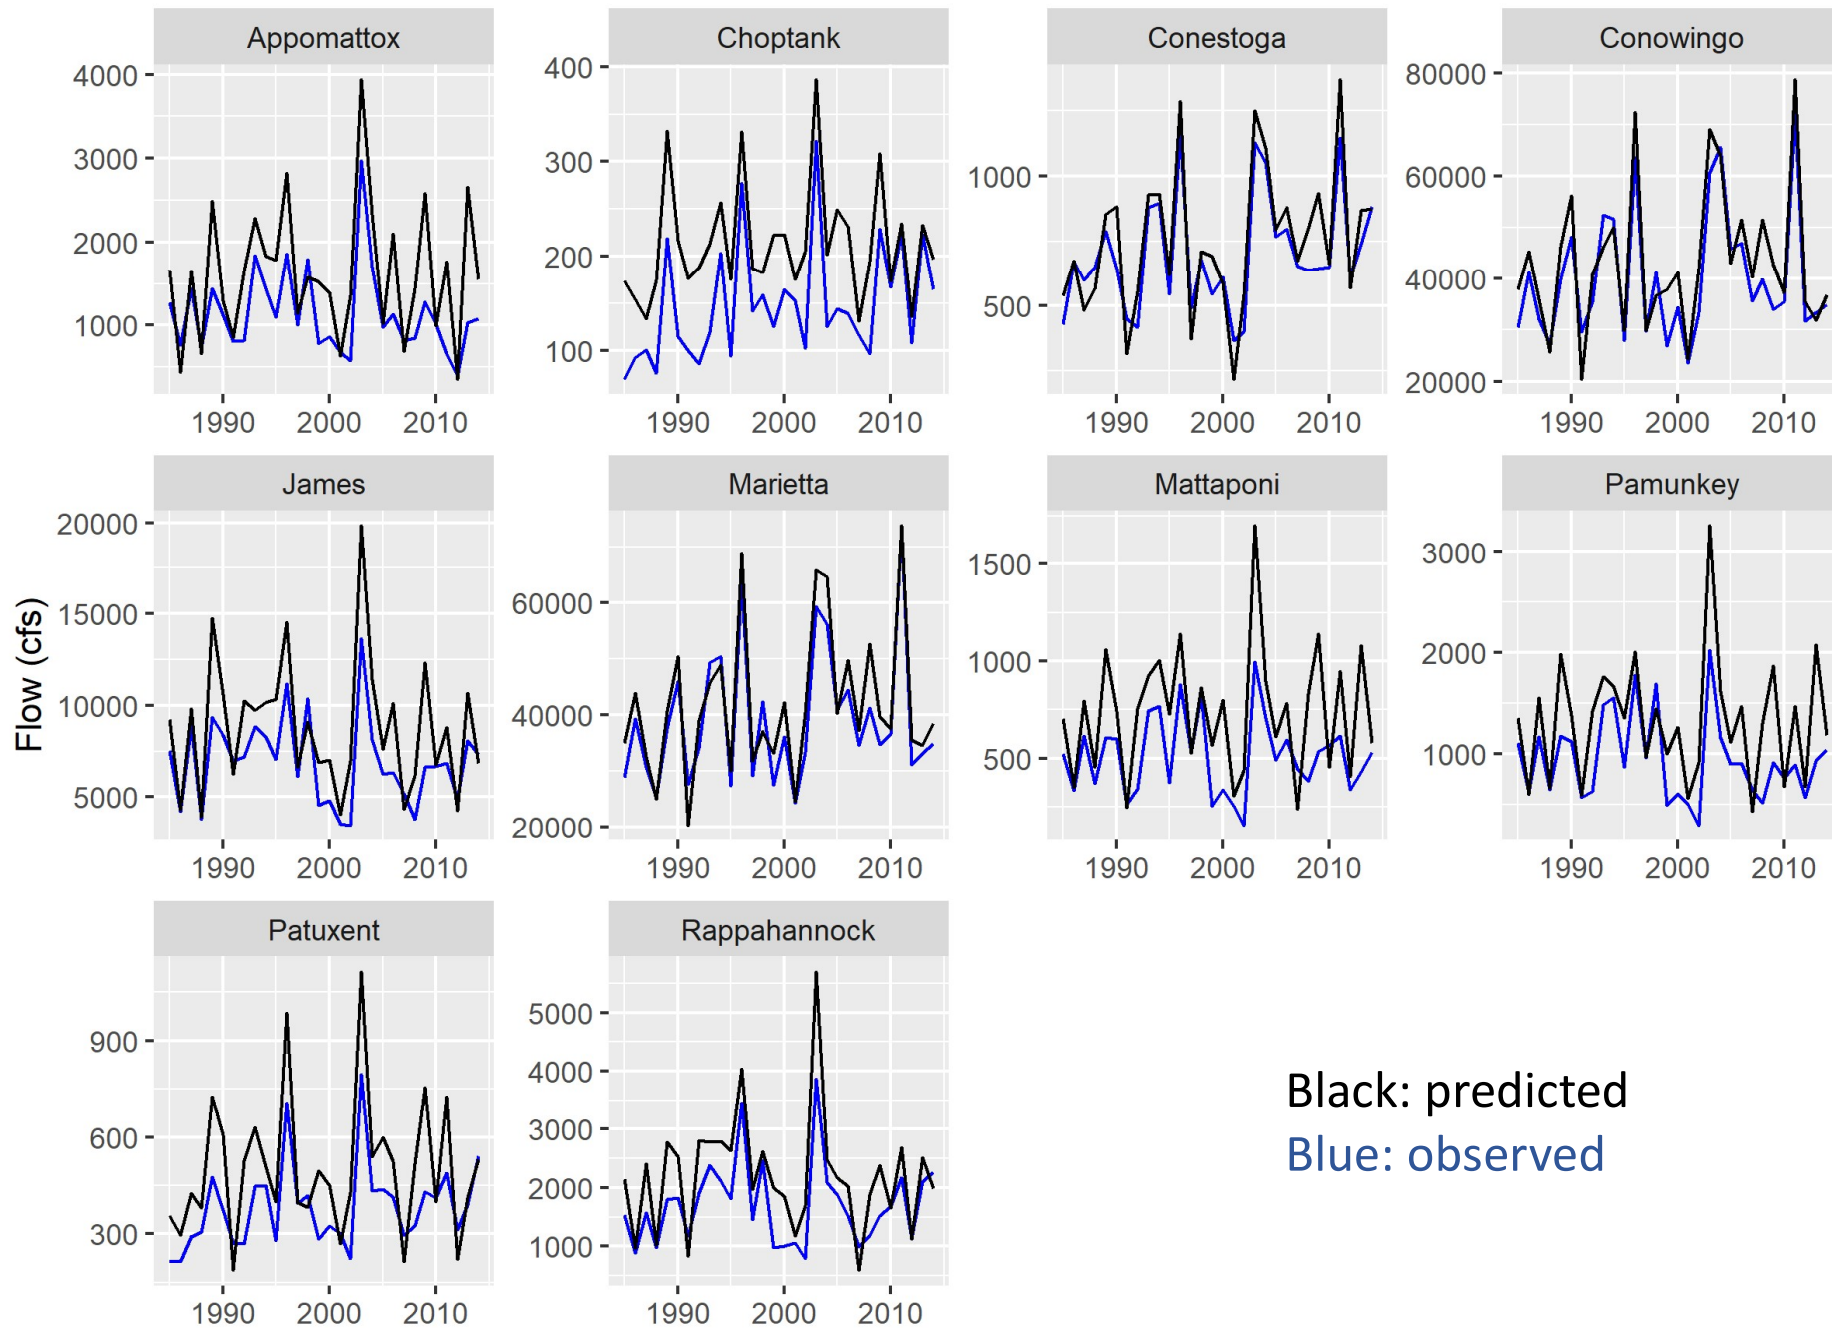 Appomattox
Choptank
Conestoga
Conowingo
4000
3000
2000
1000
1990 2000 2010
400
300
200
100
1990 2000 2010
1000
500
1990 2000 2010
80000
60000
40000
20000
1990 2000 2010
Flow (cfs)
James
Marietta
Mattaponi
Pamunkey
20000
15000
10000
5000
1990 2000 2010
60000
40000
20000
1990 2000 2010
1500
1000
500
1990 2000 2010
3000
2000
1000
1990 2000 2010
Patuxent
Rappahannock
900
600
300
1990 2000 2010
5000
4000
3000
2000
1000
1990 2000 2010
Black: predicted
Blue: observed